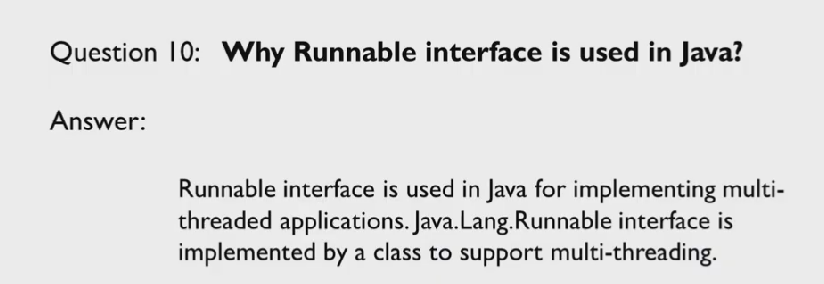 Question 10: Why Runnable interface is used in Java?
Answer:
Runnable interface is used in Java for implementing multi-
threaded applications. Java.Lang.Runnable interface is
implemented by a class to support multi-threading.